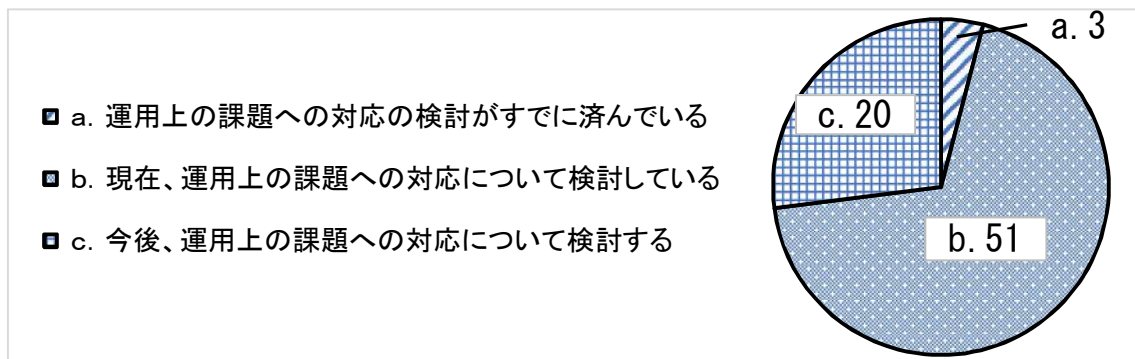 a. 運用上の課題への対応の検討がすでに済んでいる
b. 現在、運用上の課題への対応について検討している
c. 今後、運用上の課題への対応について検討する
a. 3
c. 20
b. 51